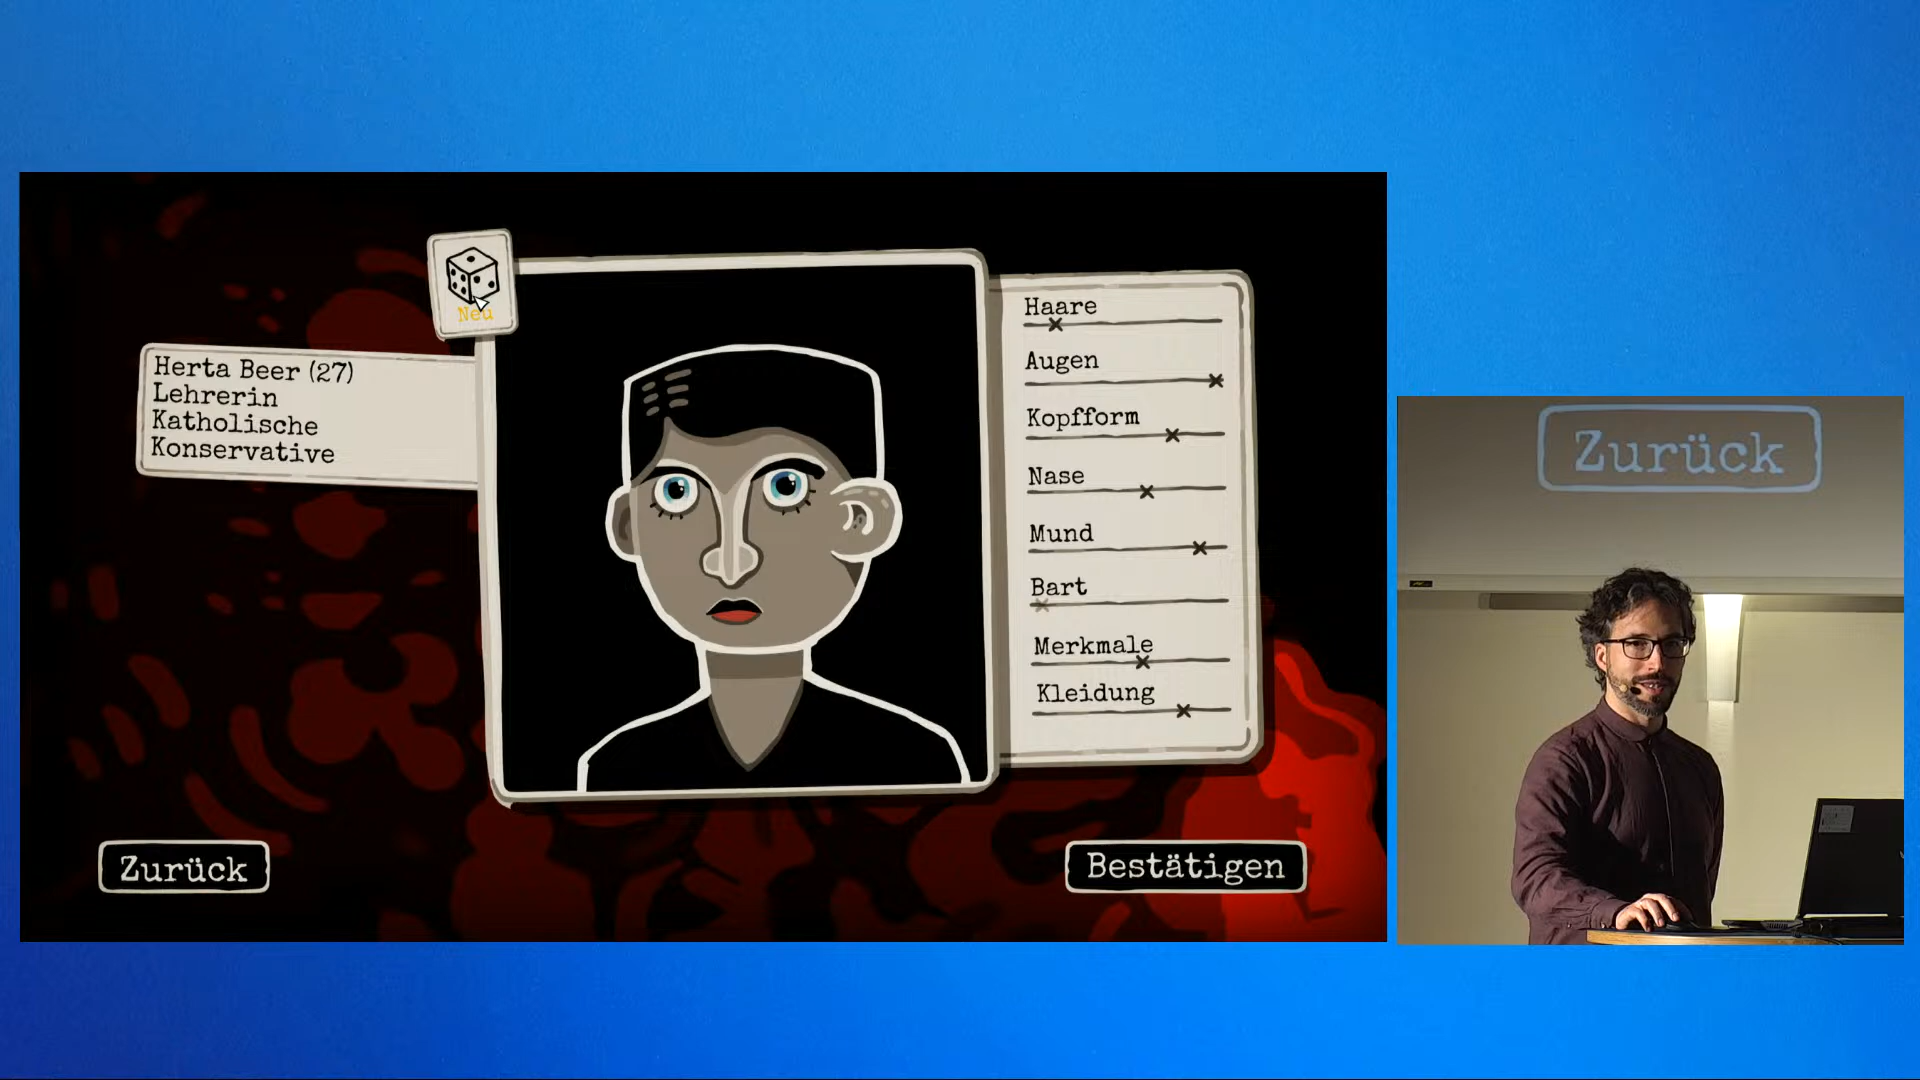 Neu
Herta Beer (27)
Lehrerin
Katholische
Konservative
Haare
Augen
Kopfform
Nase
Mund
Bart
Merkmale
Kleidung
Zurück
Bestätigen
Zurück